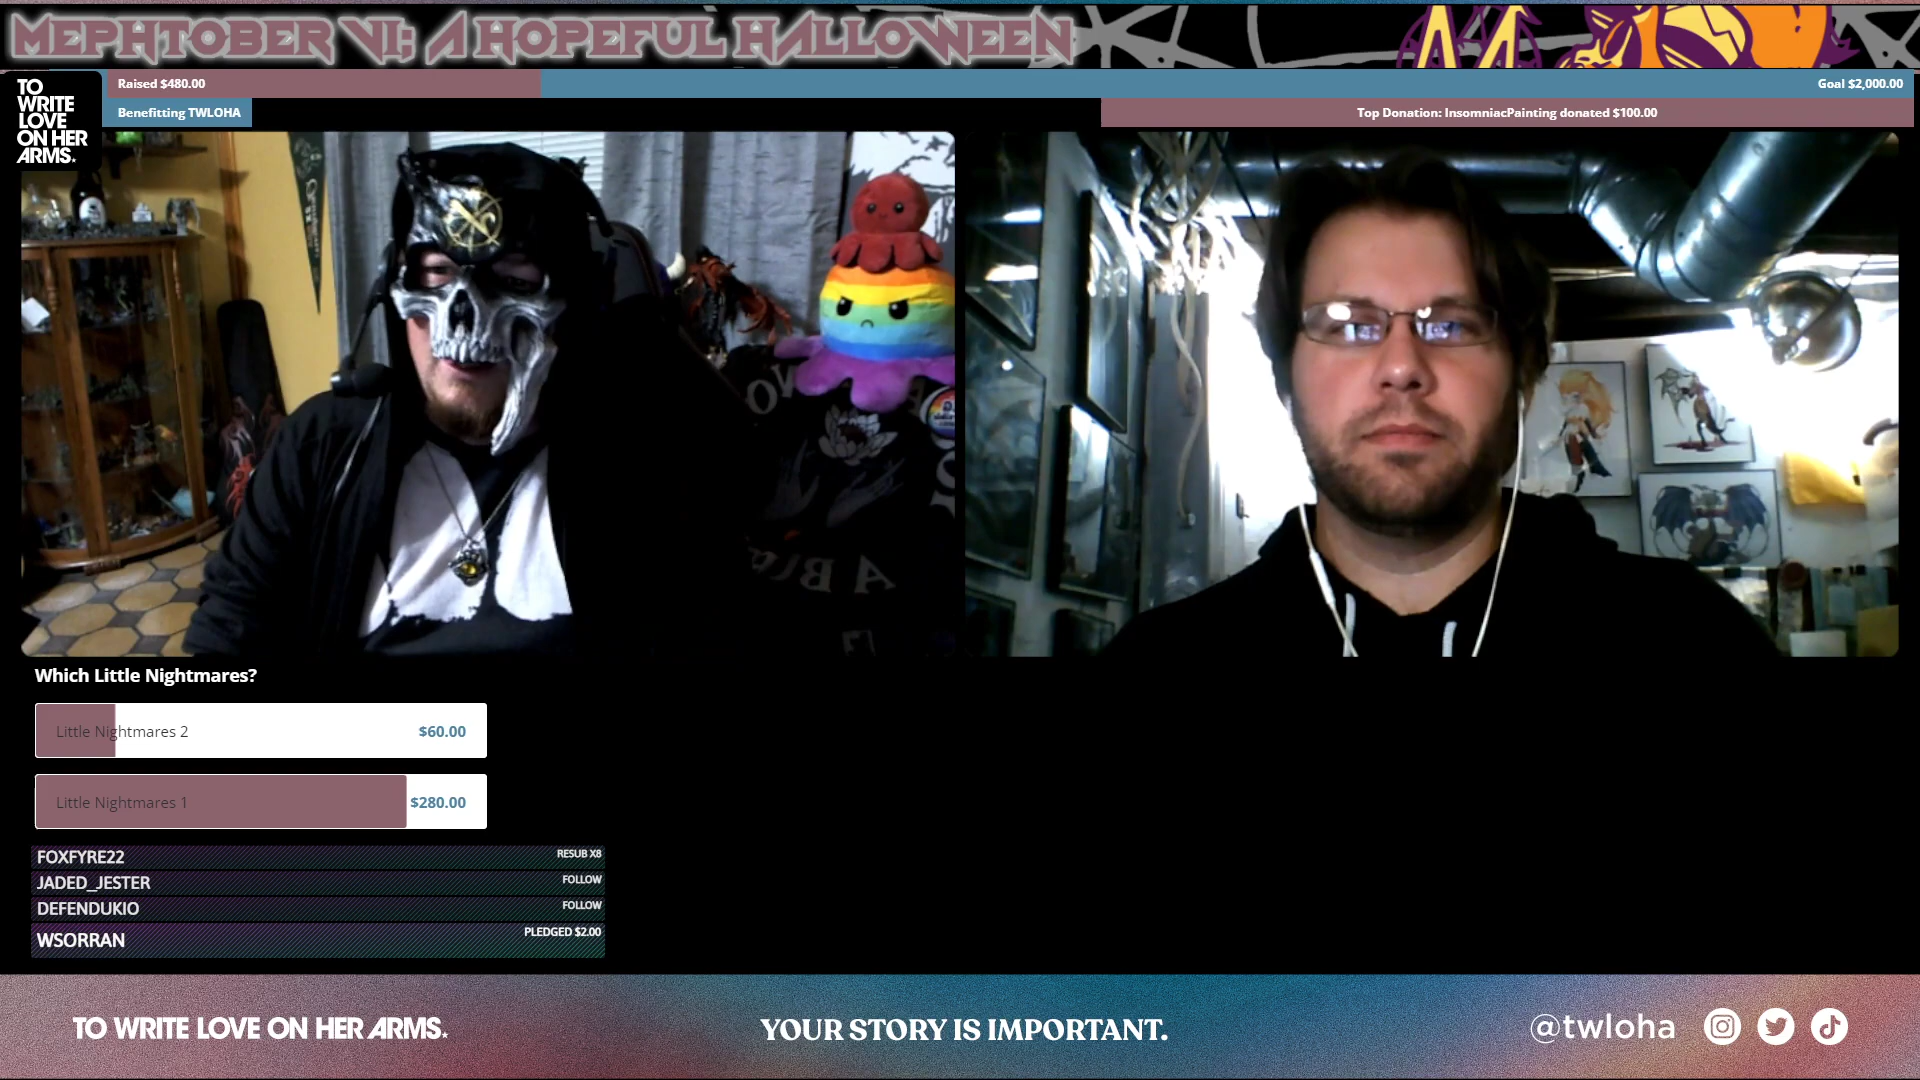 MEPHTOBER VI: A HOPEFUL HALLOWEEN
Raised $480.00
Goal $2,000.00
TO
WRITE
LOVE
ON HER
ARMS.
Benefitting TWLOHA
Top Donation: InsomniacPainting donated $100.00
Which Little Nightmares?
Little Nightmares 2
$60.00
Little Nightmares 1
$280.00
FOXFYRE22
RESUB X8
JADED_JESTER
FOLLOW
DEFENDUKIO
FOLLOW
WSORRAN
PLEDGED $2.00
TO WRITE LOVE ON HER ARMS.
YOUR STORY IS IMPORTANT.
@twloha